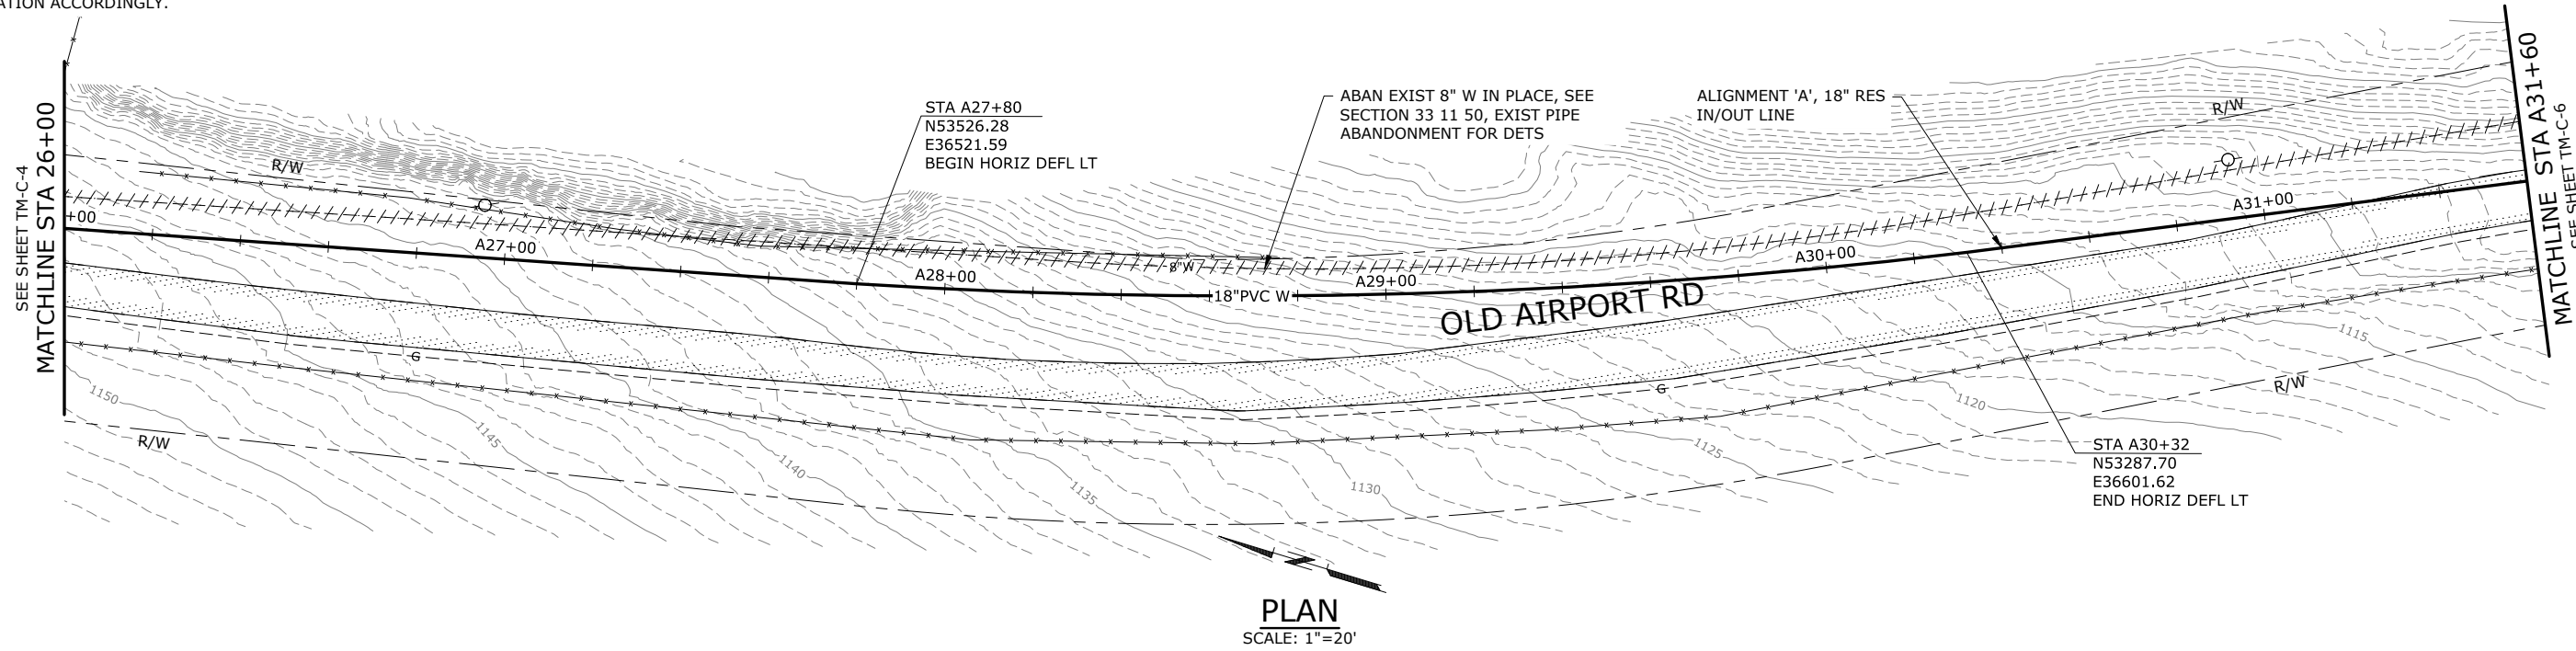 ATION ACCORDINGLY.
SEE SHEET TM-C-4
MATCHLINE STA 26+00
+00
R/W
A27+00
STA A27+80
N53526.28
E36521.59
BEGIN HORIZ DEFL LT
A28+00
8"W
18"PVC W
ABAN EXIST 8" W IN PLACE, SEE
SECTION 33 11 50, EXIST PIPE
ABANDONMENT FOR DETS
A29+00
OLD AIRPORT RD
ALIGNMENT 'A', 18" RES
IN/OUT LINE
A30+00
A31+00
R/W
MATCHLINE STA A31+60
SEE SHEET TM-C-6
G
G
1150
R/W
1145
1140
1135
1130
1125
1120
1115
R/W
STA A30+32
N53287.70
E36601.62
END HORIZ DEFL LT
PLAN
SCALE: 1"=20'